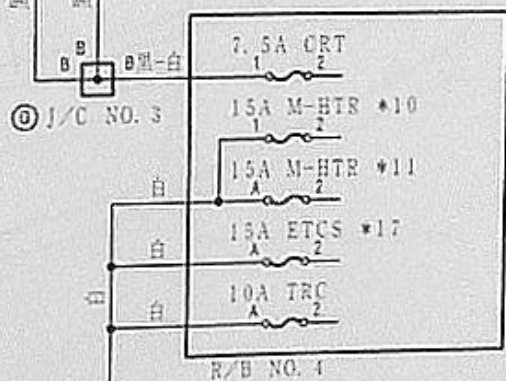 B
B
B黒-白
7.5A CRT
1 2
Ⓖ J/C NO. 3
15A M-HTR *10
1 2
15A M-HTR *11
白
A 2
15A ETCS *17
白
A 2
白
10A TRC
白
A 2
R/B NO. 4